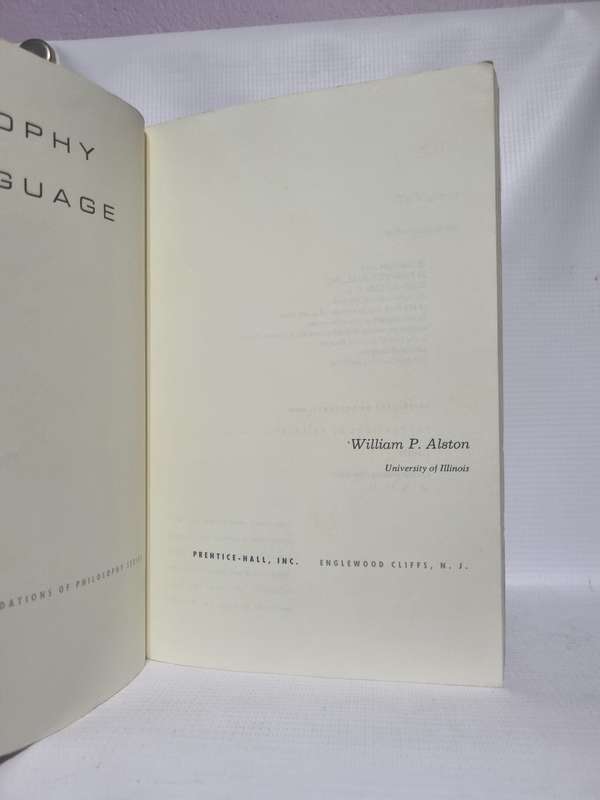 OPHY
GUAGE
DATIONS OF PHILOSOPHY SERIES
William P. Alston
University of Illinois
PRENTICE-HALL, INC. ENGLEWOOD CLIFFS, N. J.